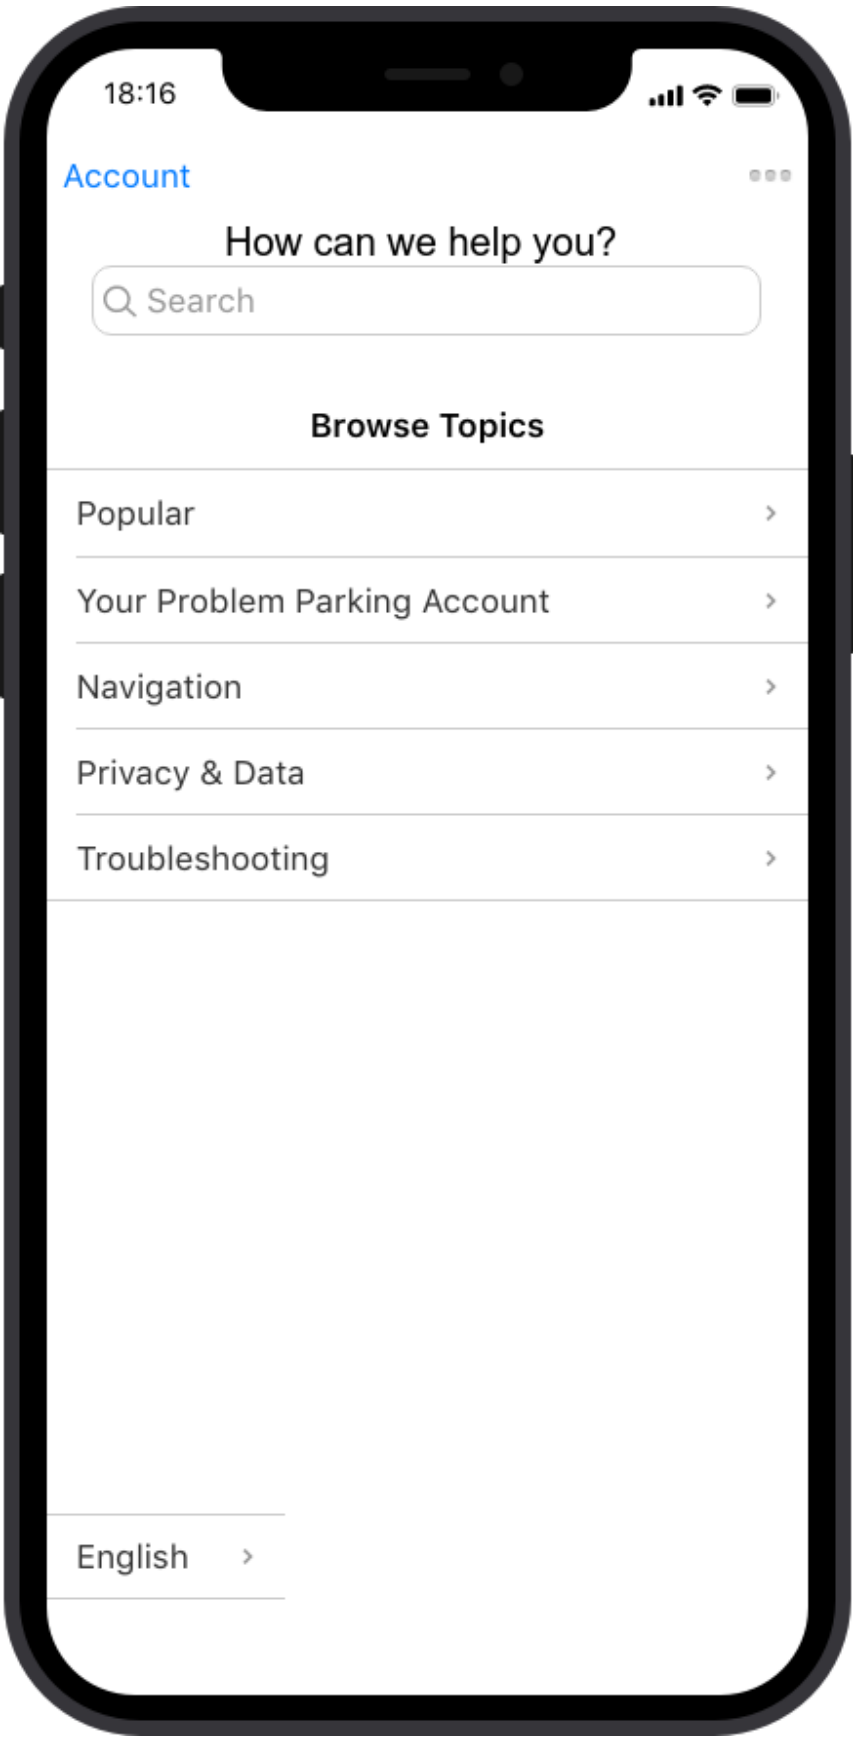 18:16
Account
How can we help you?
Search
Browse Topics
Popular
Your Problem Parking Account
Navigation
Privacy & Data
Troubleshooting
English